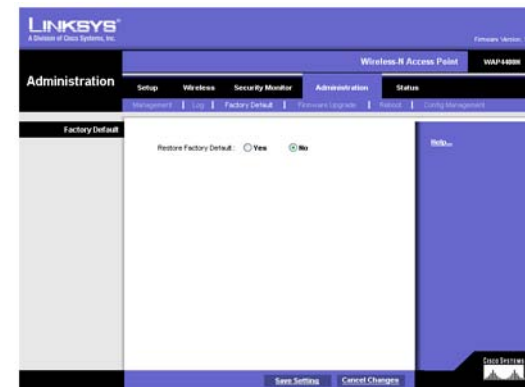 LINKSYS®
A Division of Cisco Systems, Inc.
Firmware Version:
Wireless-N Access Point
WAP4400N
Administration
Setup
Wireless
Security Monitor
Administration
Status
Management | Log | Factory Default | Firmware Upgrade | Reboot | Config Management
Factory Default
Restore Factory Default: Yes No
Help...
Save Setting
Cancel Changes
CISCO SYSTEMS